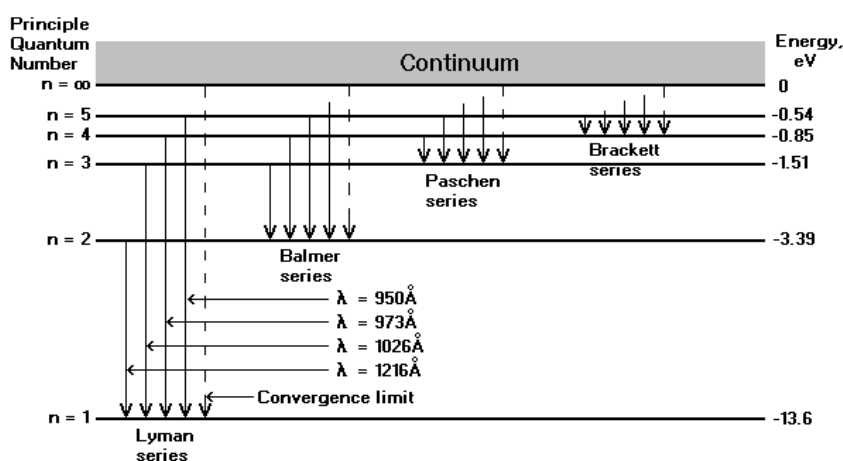 Principle
Quantum
Number
Energy,
eV
Continuum
n = ∞
0
n = 5
-0.54
n = 4
-0.85
n = 3
-1.51
Brackett
series
Paschen
series
n = 2
-3.39
Balmer
series
λ = 950Å
λ = 973Å
λ = 1026Å
λ = 1216Å
Convergence limit
n = 1
-13.6
Lyman
series